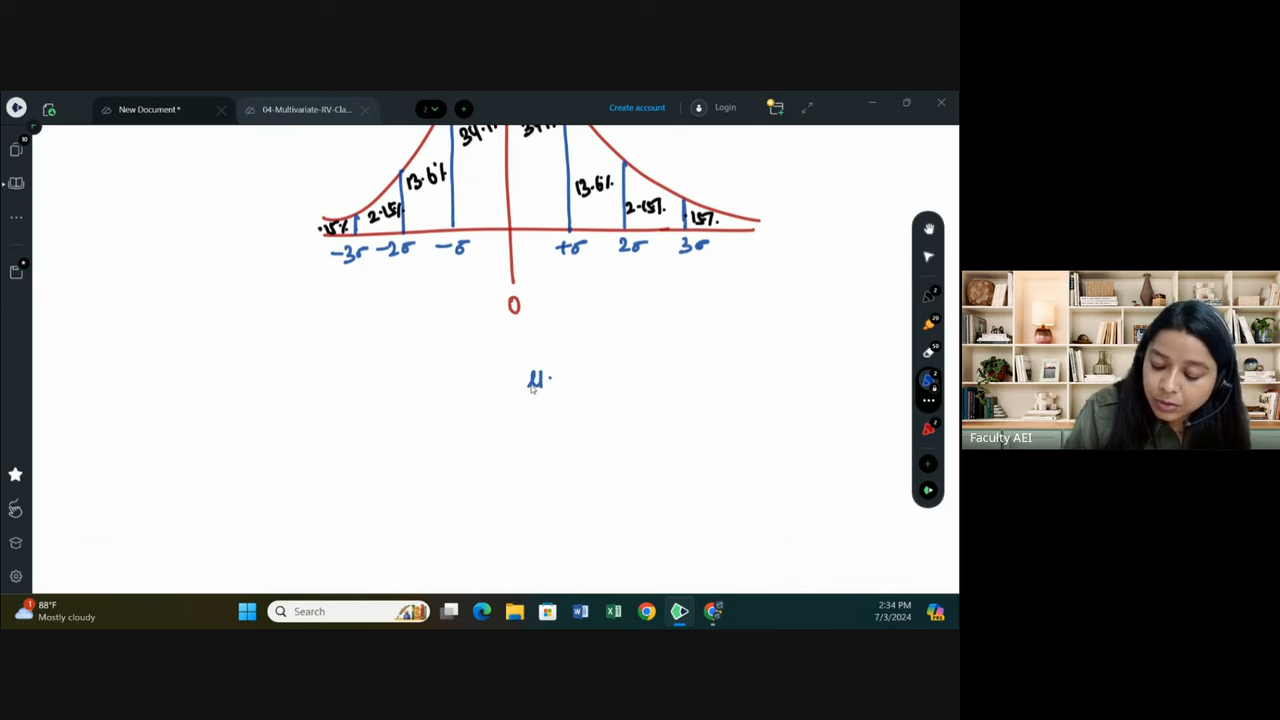 New Document*
04-Multivariate-RV-Cla...
2
Create account
Login
34.1%
13.6%
13.6%
.15%
2.15%
2.15%
.15%
-3σ -2σ -σ +σ 2σ 3σ
0
μ.
Faculty AEI
88°F
Mostly cloudy
Search
2:34 PM
7/3/2024